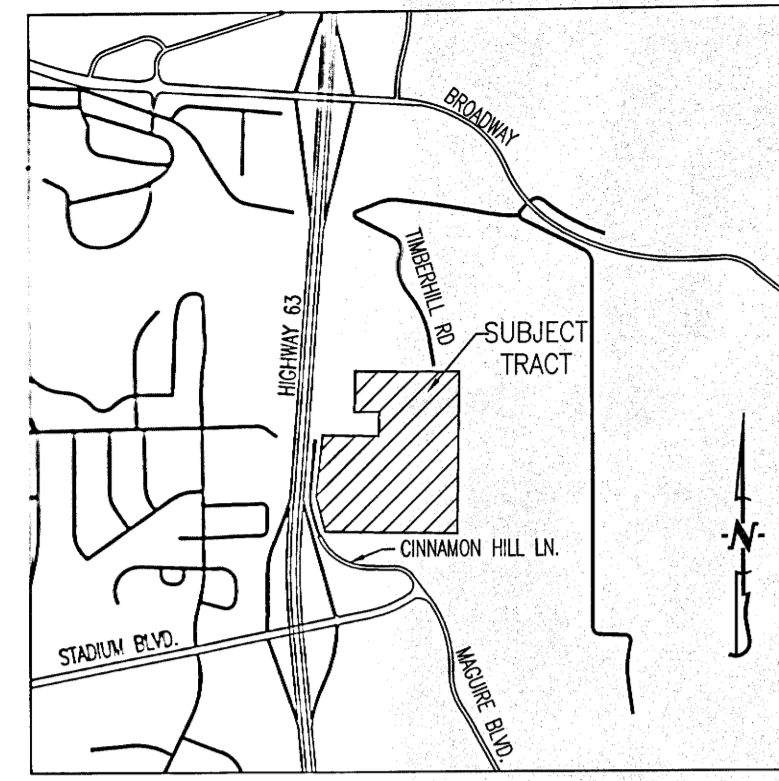 BROADWAY
TIMBERHILL RD
HIGHWAY 63
SUBJECT
TRACT
N
CINNAMON HILL LN.
STADIUM BLVD.
MAGUIRE BLVD.